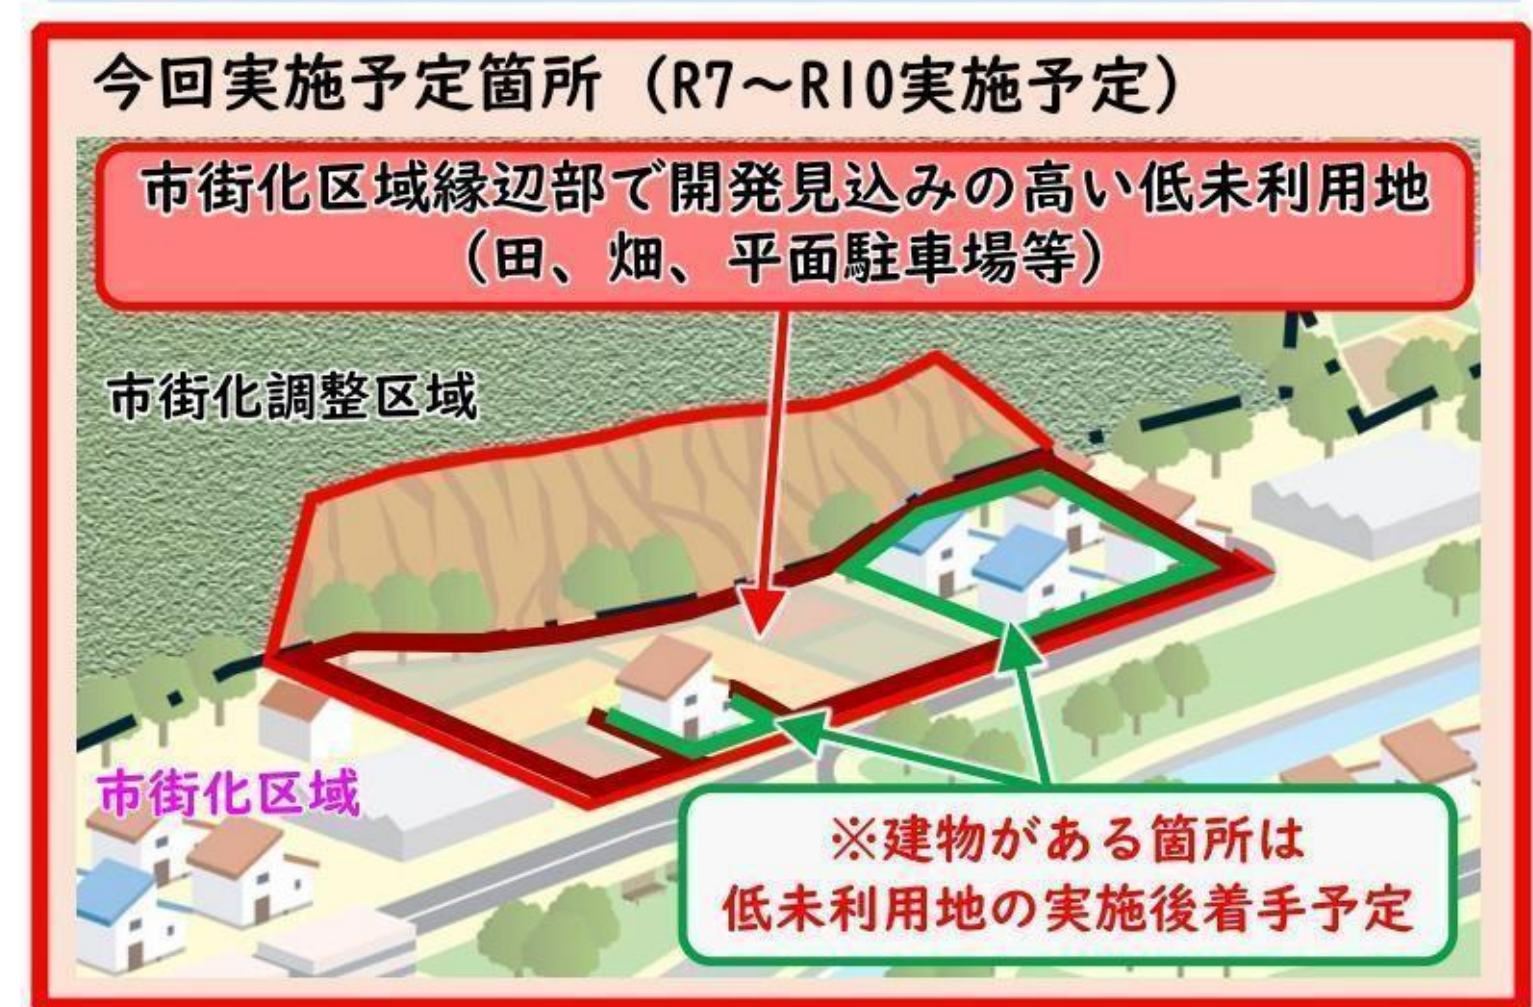 今回実施予定箇所（R7～R10実施予定）
市街化区域縁辺部で開発見込みの高い低未利用地
（田、畑、平面駐車場等）
市街化調整区域
市街化区域
※建物がある箇所は
低未利用地の実施後着手予定